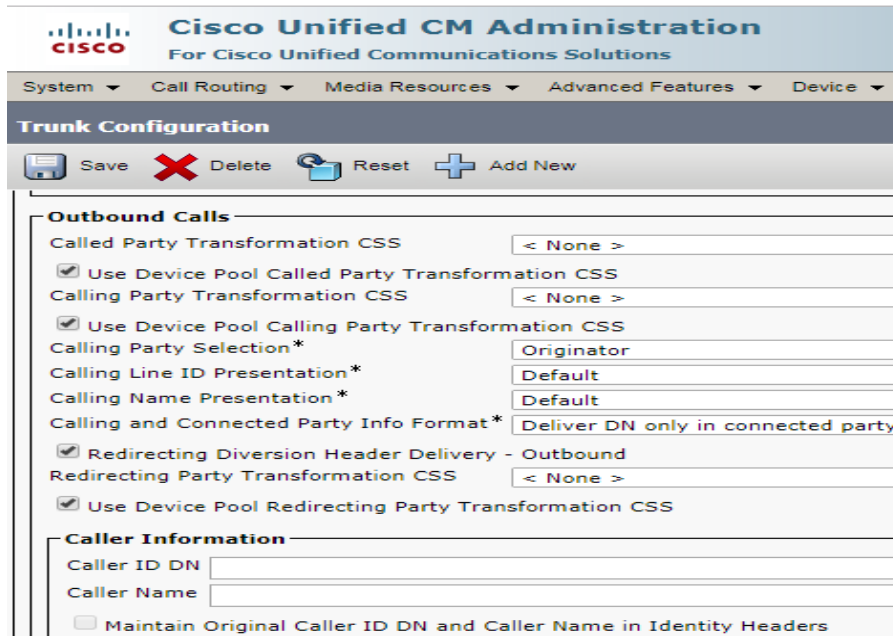 Cisco Unified CM Administration
CISCO
For Cisco Unified Communications Solutions
System Call Routing Media Resources Advanced Features Device
Trunk Configuration
Save Delete Reset Add New
Outbound Calls
Called Party Transformation CSS < None >
Use Device Pool Called Party Transformation CSS
Calling Party Transformation CSS < None >
Use Device Pool Calling Party Transformation CSS
Calling Party Selection* Originator
Calling Line ID Presentation* Default
Calling Name Presentation* Default
Calling and Connected Party Info Format* Deliver DN only in connected party
Redirecting Diversion Header Delivery - Outbound
Redirecting Party Transformation CSS < None >
Use Device Pool Redirecting Party Transformation CSS
Caller Information
Caller ID DN
Caller Name
Maintain Original Caller ID DN and Caller Name in Identity Headers